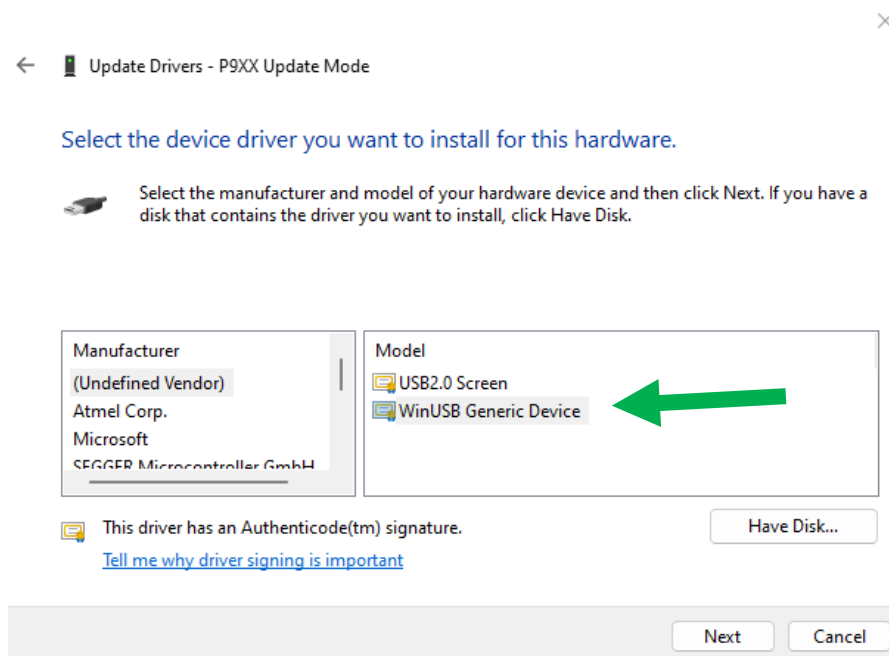 Update Drivers - P9XX Update Mode
Select the device driver you want to install for this hardware.
Select the manufacturer and model of your hardware device and then click Next. If you have a
disk that contains the driver you want to install, click Have Disk.
Manufacturer
(Undefined Vendor)
Atmel Corp.
Microsoft
SEGGER Microcontroller GmbH
Model
USB2.0 Screen
WinUSB Generic Device
This driver has an Authenticode(tm) signature.
Tell me why driver signing is important
Have Disk...
Next
Cancel